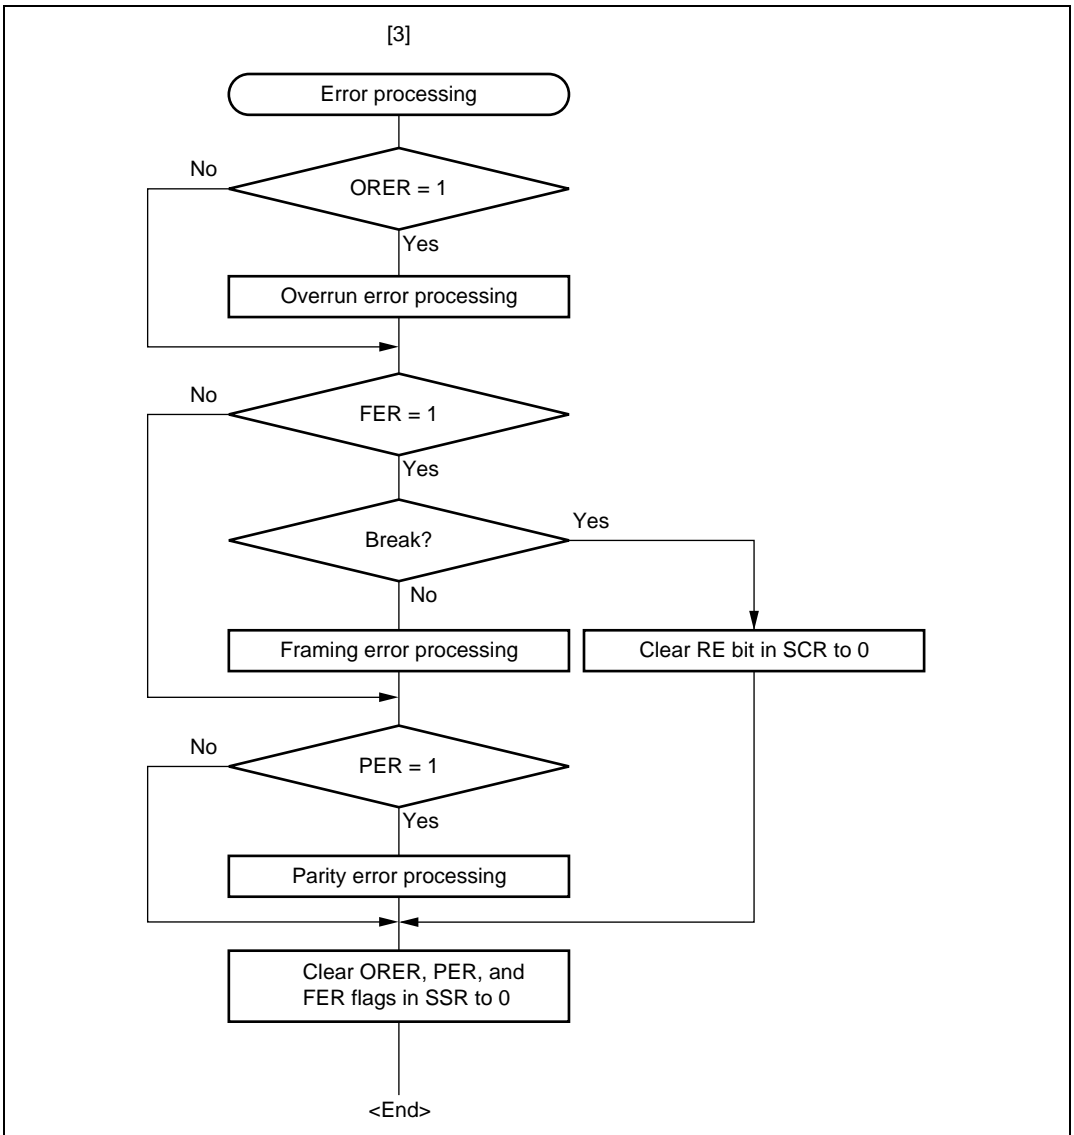 [3]
Error processing
No
ORER = 1
Yes
Overrun error processing
No
FER = 1
Yes
Break?
Yes
No
Framing error processing
Clear RE bit in SCR to 0
No
PER = 1
Yes
Parity error processing
Clear ORER, PER, and
FER flags in SSR to 0
<End>